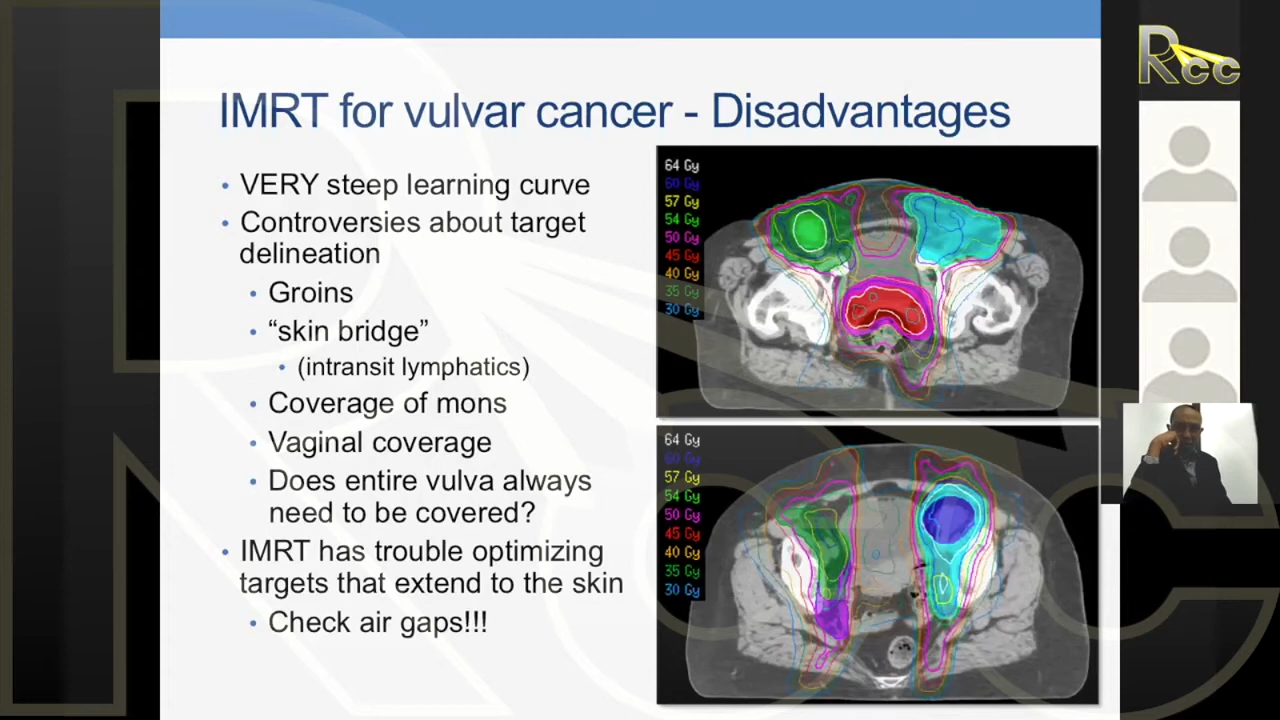 IMRT for vulvar cancer - Disadvantages
VERY steep learning curve
Controversies about target
delineation
Groins
“skin bridge”
(intransit lymphatics)
Coverage of mons
Vaginal coverage
Does entire vulva always
need to be covered?
IMRT has trouble optimizing
targets that extend to the skin
Check air gaps!!!
64 Gy
60 Gy
57 Gy
54 Gy
50 Gy
45 Gy
40 Gy
35 Gy
30 Gy
64 Gy
60 Gy
57 Gy
54 Gy
50 Gy
45 Gy
40 Gy
35 Gy
30 Gy
Rcc